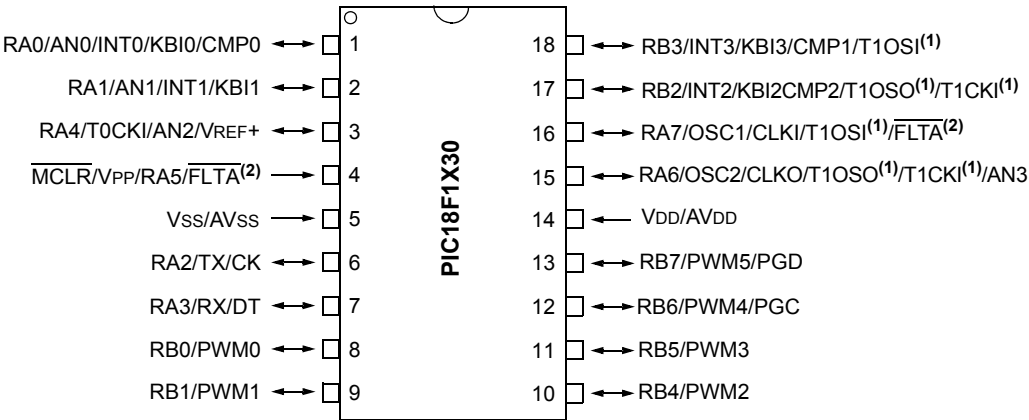 RA0/AN0/INT0/KBI0/CMP0 1
RA1/AN1/INT1/KBI1 2
RA4/T0CKI/AN2/VREF+ 3
MCLR/VPP/RA5/FLTA(2) 4
VSS/AVSS 5
RA2/TX/CK 6
RA3/RX/DT 7
RB0/PWM0 8
RB1/PWM1 9
PIC18F1X30
18 RB3/INT3/KBI3/CMP1/T1OSI(1)
17 RB2/INT2/KBI2CMP2/T1OSO(1)/T1CKI(1)
16 RA7/OSC1/CLKI/T1OSI(1)/FLTA(2)
15 RA6/OSC2/CLKO/T1OSO(1)/T1CKI(1)/AN3
14 VDD/AVDD
13 RB7/PWM5/PGD
12 RB6/PWM4/PGC
11 RB5/PWM3
10 RB4/PWM2